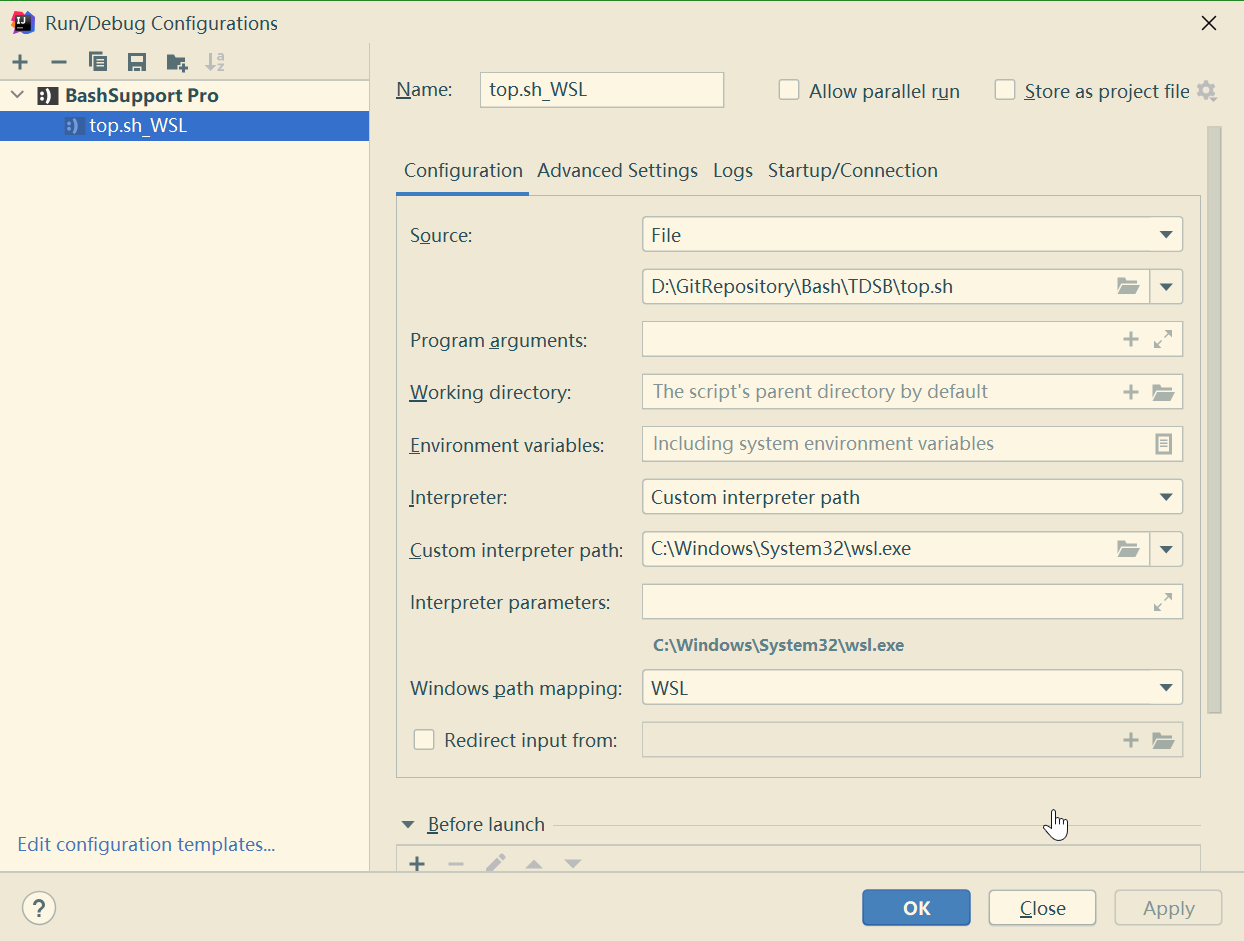 Run/Debug Configurations
BashSupport Pro
top.sh_WSL
Edit configuration templates...
Name: top.sh_WSL Allow parallel run Store as project file
Configuration Advanced Settings Logs Startup/Connection
Source: File
D:\GitRepository\Bash\TDSB\top.sh
Program arguments:
Working directory: The script's parent directory by default
Environment variables: Including system environment variables
Interpreter: Custom interpreter path
Custom interpreter path: C:\Windows\System32\wsl.exe
Interpreter parameters:
C:\Windows\System32\wsl.exe
Windows path mapping: WSL
Redirect input from:
Before launch
? OK Close Apply